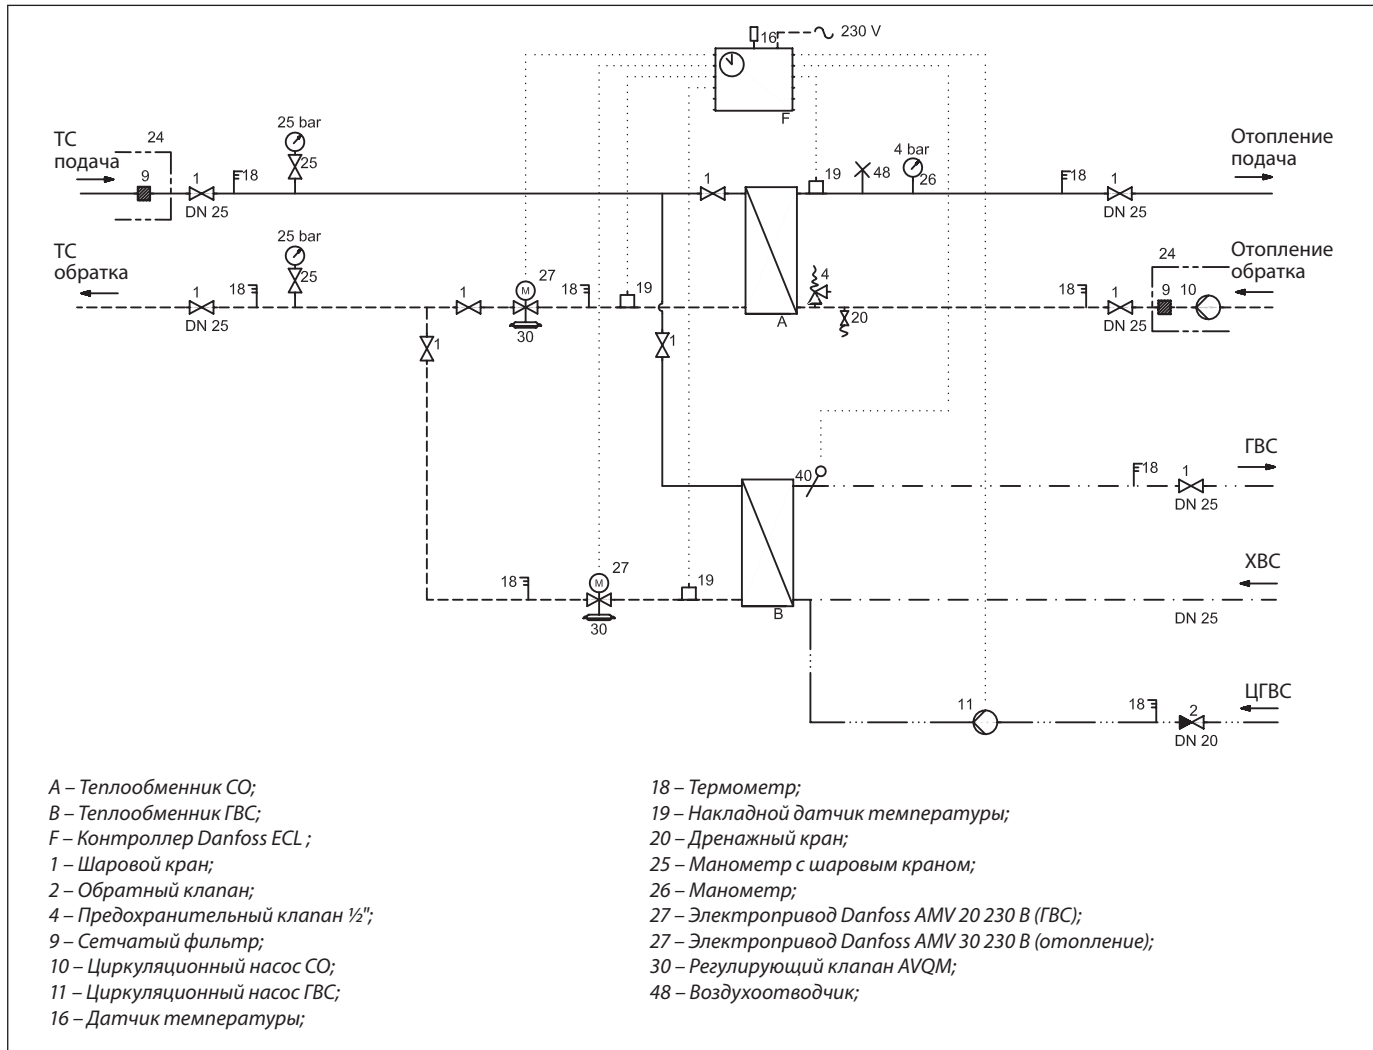 16
230 V
F
ТС
подача
24
25 bar
25
9
1
18
DN 25
1
19
48
4 bar
26
18
1
DN 25
Отопление
подача
ТС
обратка
1
DN 25
18
25 bar
25
1
27
M
30
18
19
A
4
20
18
1
DN 25
24
9
10
Отопление
обратка
1
1
40
18
1
DN 25
ГВС
18
27
M
30
19
B
ХВС
DN 25
11
18
2
DN 20
ЦГВС
A – Теплообменник СО;
B – Теплообменник ГВС;
F – Контроллер Danfoss ECL ;
1 – Шаровой кран;
2 – Обратный клапан;
4 – Предохранительный клапан ½";
9 – Сетчатый фильтр;
10 – Циркуляционный насос СО;
11 – Циркуляционный насос ГВС;
16 – Датчик температуры;
18 – Термометр;
19 – Накладной датчик температуры;
20 – Дренажный кран;
25 – Манометр с шаровым краном;
26 – Манометр;
27 – Электропривод Danfoss AMV 20 230 В (ГВС);
27 – Электропривод Danfoss AMV 30 230 В (отопление);
30 – Регулирующий клапан AVQM;
48 – Воздухоотводчик;